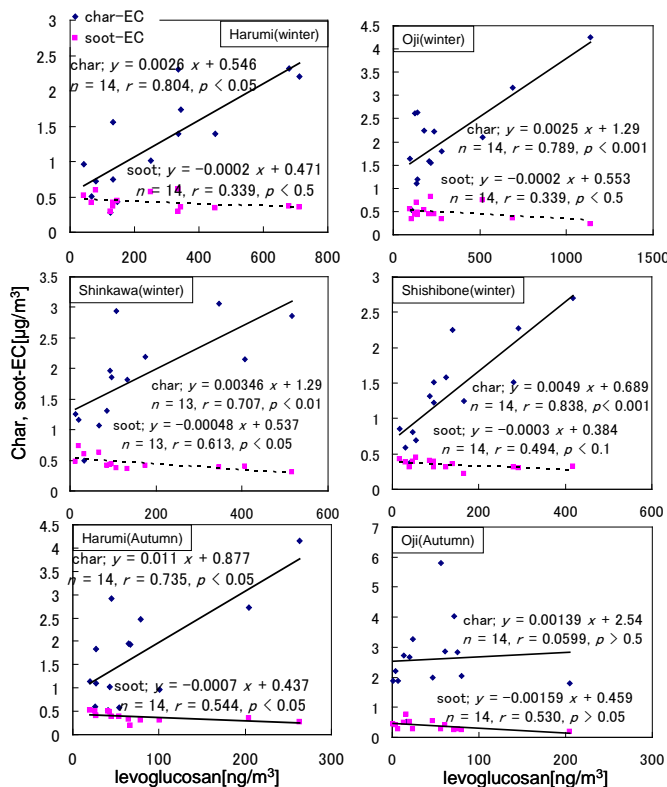 char-EC
soot-EC
Harumi(winter)
char; y = 0.0026 x + 0.546
n = 14, r = 0.804, p < 0.05
soot; y = −0.0002 x + 0.471
n = 14, r = 0.339, p < 0.5
3
2.5
2
1.5
1
0.5
0
0 200 400 600 800
Oji(winter)
char; y = 0.0025 x + 1.29
n = 14, r = 0.789, p < 0.001
soot; y = −0.0002 x + 0.553
n = 14, r = 0.339, p < 0.5
4.5
4
3.5
3
2.5
2
1.5
1
0.5
0
0 500 1000 1500
Char, soot-EC[μg/m³]
Shinkawa(winter)
char; y = 0.00346 x + 1.29
n = 13, r = 0.707, p < 0.01
soot; y = −0.00048 x + 0.537
n = 13, r = 0.613, p < 0.05
3.5
3
2.5
2
1.5
1
0.5
0
0 200 400 600
Shishibone(winter)
char; y = 0.0049 x + 0.689
n = 14, r = 0.838, p < 0.001
soot; y = −0.0003 x + 0.384
n = 14, r = 0.494, p < 0.1
3
2.5
2
1.5
1
0.5
0
0 200 400 600
Harumi(Autumn)
char; y = 0.011 x + 0.877
n = 14, r = 0.735, p < 0.05
soot; y = −0.0007 x + 0.437
n = 14, r = 0.544, p < 0.05
4.5
4
3.5
3
2.5
2
1.5
1
0.5
0
0 100 200 300
levoglucosan[ng/m³]
Oji(Autumn)
char; y = 0.00139 x + 2.54
n = 14, r = 0.0599, p > 0.5
soot; y = −0.00159 x + 0.459
n = 14, r = 0.530, p > 0.05
7
6
5
4
3
2
1
0
0 100 200 300
levoglucosan[ng/m³]